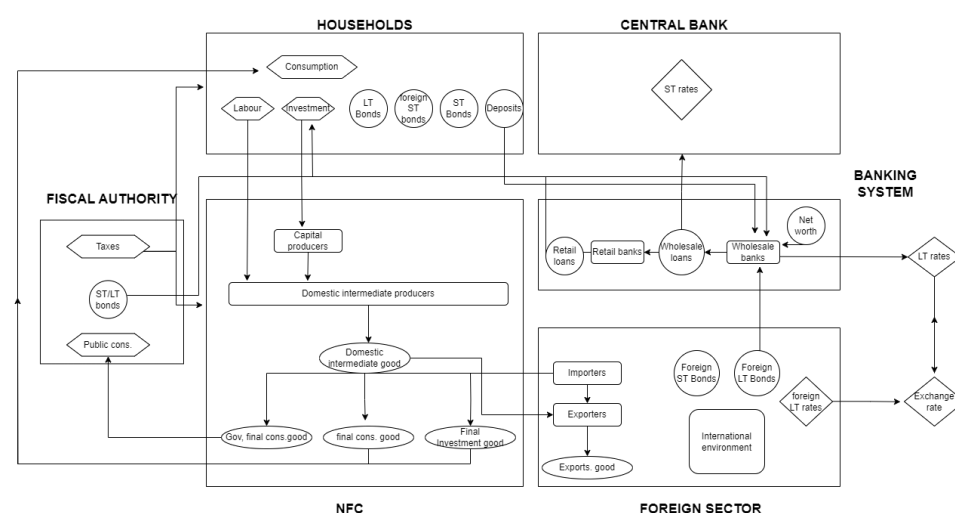 HOUSEHOLDS
CENTRAL BANK
Consumption
Labour
Investment
LT
Bonds
foreign
ST
bonds
ST
Bonds
Deposits
ST rates
BANKING
SYSTEM
FISCAL AUTHORITY
Taxes
ST/LT
bonds
Public cons.
Capital
producers
Domestic intermediate producers
Domestic
intermediate good
Gov, final cons.good
final cons. good
Final
investment good
Retail
loans
Retail banks
Wholesale
loans
Wholesale
banks
Net
worth
LT rates
Importers
Exporters
Exports. good
Foreign
ST Bonds
Foreign
LT Bonds
foreign
LT rates
Exchange
rate
International
environment
NFC
FOREIGN SECTOR